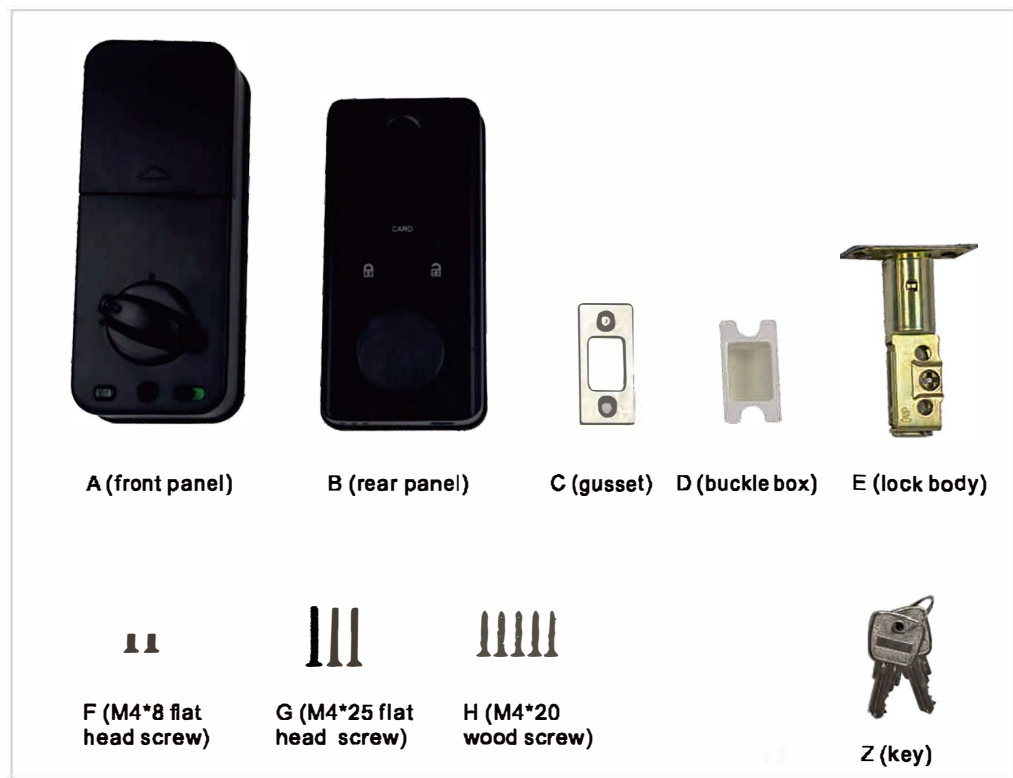 CARD
A (front panel)
B (rear panel)
C (gusset)
D (buckle box)
E (lock body)
F (M4*8 flat
head screw)
G (M4*25 flat
head screw)
H (M4*20
wood screw)
Z (key)